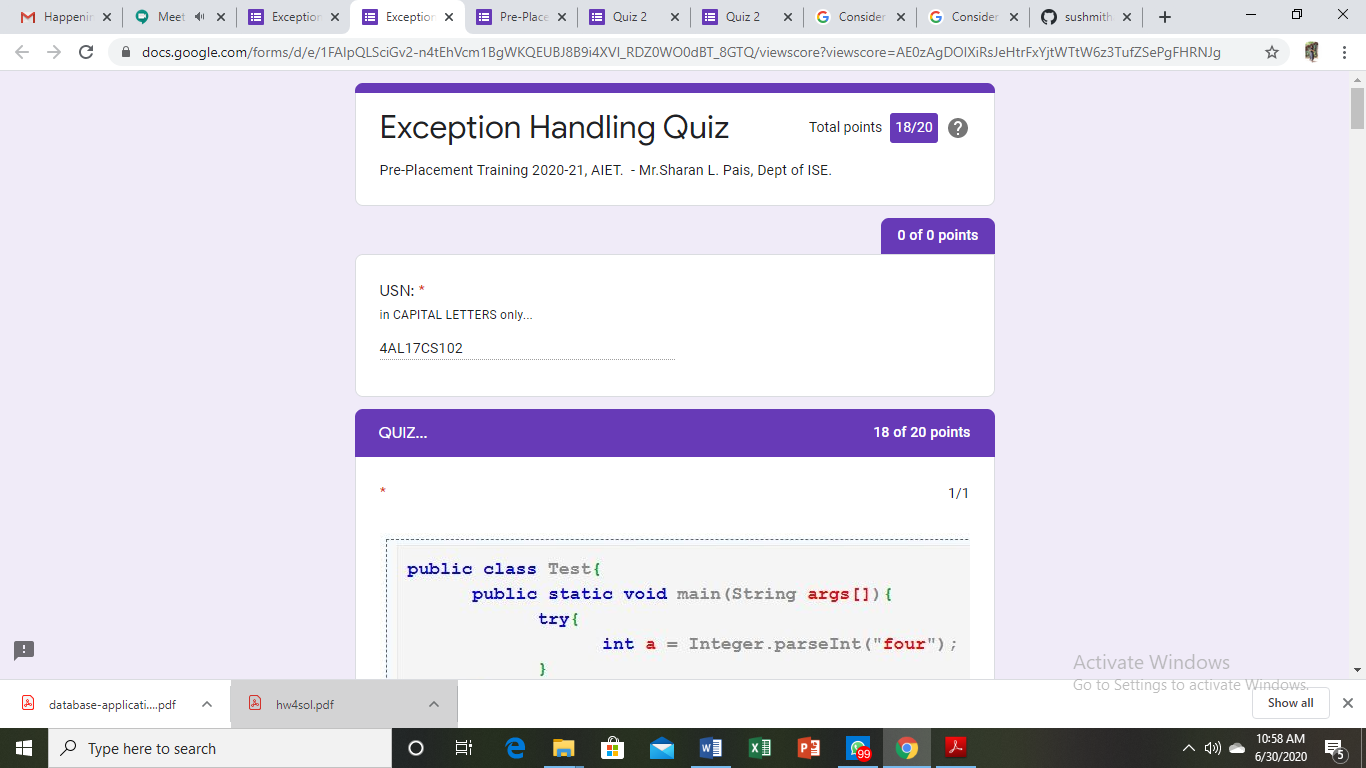 Happenin
Meet
Exception
Exception
Pre-Place
Quiz 2
Quiz 2
Consider
Consider
sushmith
docs.google.com/forms/d/e/1FAIpQLSciGv2-n4tEhVcm1BgWKQEUBJ8B9i4XVI_RDZ0WO0dBT_8GTQ/viewscore?viewscore=AE0zAgDOIXiRsJeHtrFxYjtWTtW6z3TufZSePgFHRNJg
Exception Handling Quiz
Total points 18/20
Pre-Placement Training 2020-21, AIET. - Mr.Sharan L. Pais, Dept of ISE.
0 of 0 points
USN: *
in CAPITAL LETTERS only...
4AL17CS102
QUIZ...
18 of 20 points
*
1/1
public class Test{
public static void main(String args[]){
try{
int a = Integer.parseInt("four");
}
Activate Windows
Go to Settings to activate Windows.
database-applicati....pdf
hw4sol.pdf
Show all
Type here to search
99
10:58 AM
6/30/2020
5